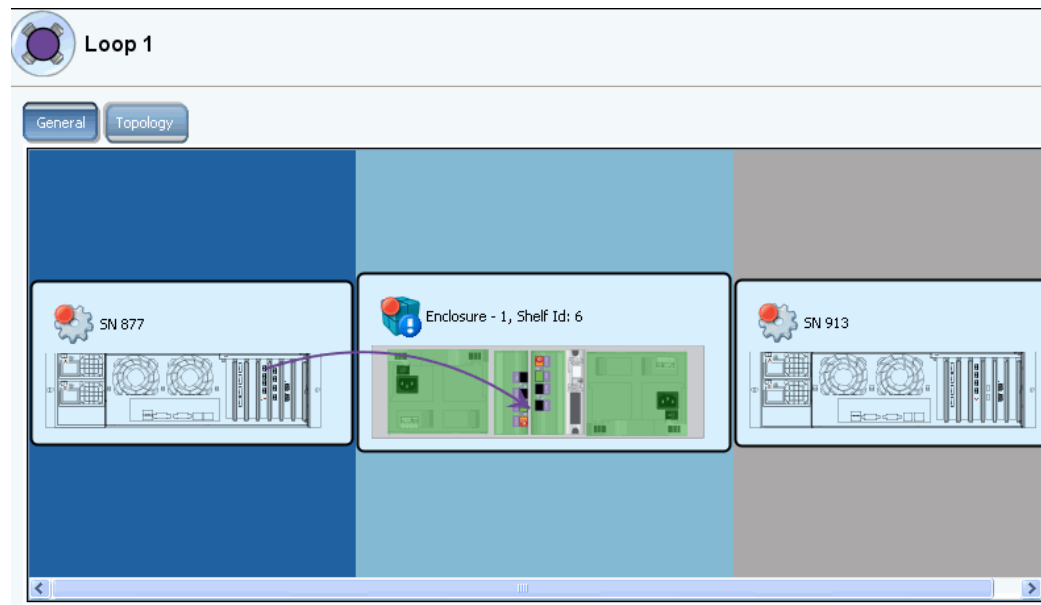 Loop 1
General
Topology
SN 877
Enclosure - 1, Shelf Id: 6
SN 913